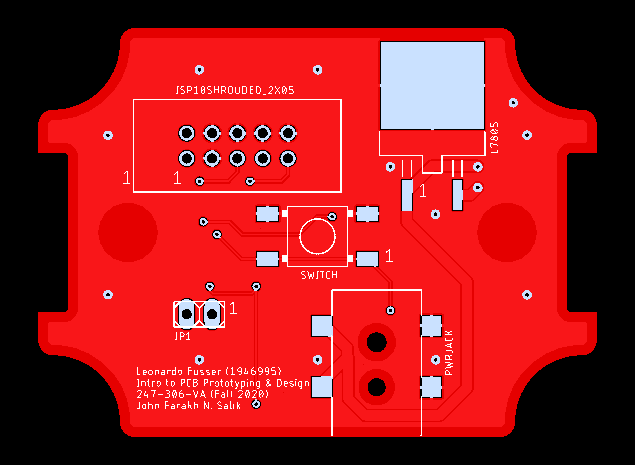 ISP10SHROUDED_2X05
L7805
1
1
1
1
SWITCH
1
JP1
PWRJACK
Leonardo Fusser (1946995)
Intro to PCB Prototyping & Design
247-306-VA (Fall 2020)
John Farakh N. Salik